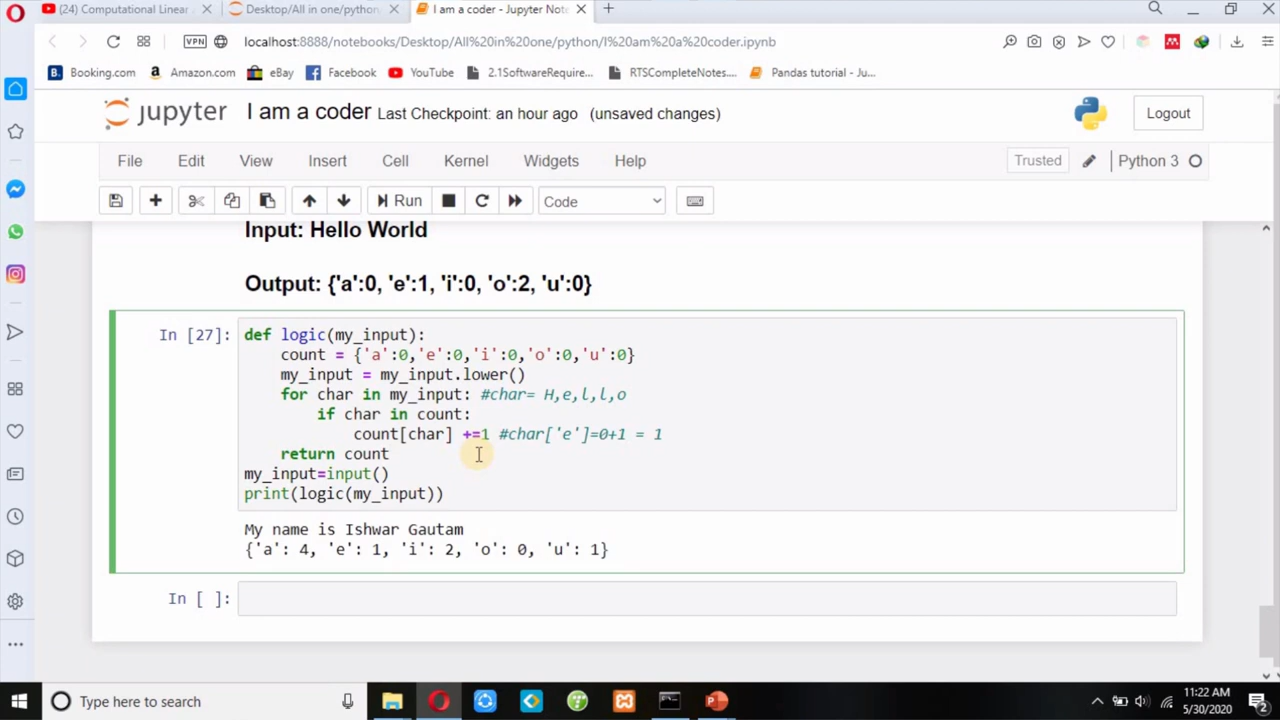 (24) Computational Linear
Desktop/All in one/python/
I am a coder - Jupyter Note
VPN
localhost:8888/notebooks/Desktop/All%20in%20one/python/I%20am%20a%20coder.ipynb
Booking.com
Amazon.com
eBay
Facebook
YouTube
2.1SoftwareRequire...
RTSCompleteNotes....
Pandas tutorial - Ju...
jupyter I am a coder Last Checkpoint: an hour ago (unsaved changes)
Logout
File Edit View Insert Cell Kernel Widgets Help
Trusted
Python 3
Run
Code
Input: Hello World
Output: {'a':0, 'e':1, 'i':0, 'o':2, 'u':0}
In [27]:
def logic(my_input):
count = {'a':0,'e':0,'i':0,'o':0,'u':0}
my_input = my_input.lower()
for char in my_input: #char= H,e,l,l,o
if char in count:
count[char] +=1 #char['e']=0+1 = 1
return count
my_input=input()
print(logic(my_input))
My name is Ishwar Gautam
{'a': 4, 'e': 1, 'i': 2, 'o': 0, 'u': 1}
In [ ]:
Type here to search
11:22 AM
5/30/2020
2